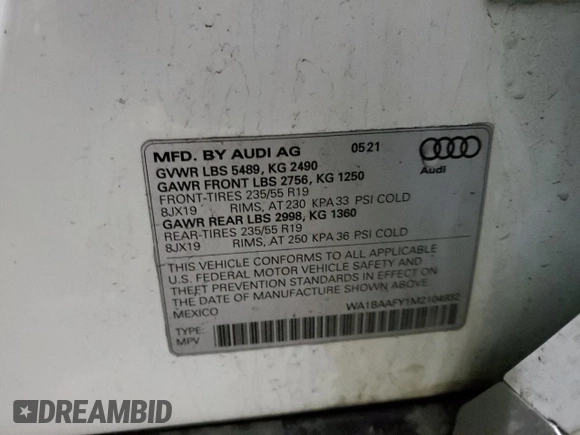 MFD. BY AUDI AG 05 21
GVWR LBS 5489, KG 2490
GAWR FRONT LBS 2756, KG 1250
FRONT-TIRES 235/55 R19
8JX19 RIMS, AT 230 KPA 33 PSI COLD
GAWR REAR LBS 2998, KG 1360
REAR-TIRES 235/55 R19
8JX19 RIMS, AT 250 KPA 36 PSI COLD
Audi
THIS VEHICLE CONFORMS TO ALL APPLICABLE
U.S. FEDERAL MOTOR VEHICLE SAFETY AND
THEFT PREVENTION STANDARDS IN EFFECT ON
THE DATE OF MANUFACTURE SHOWN ABOVE.
MEXICO
TYPE:
MPV
DREAMBID